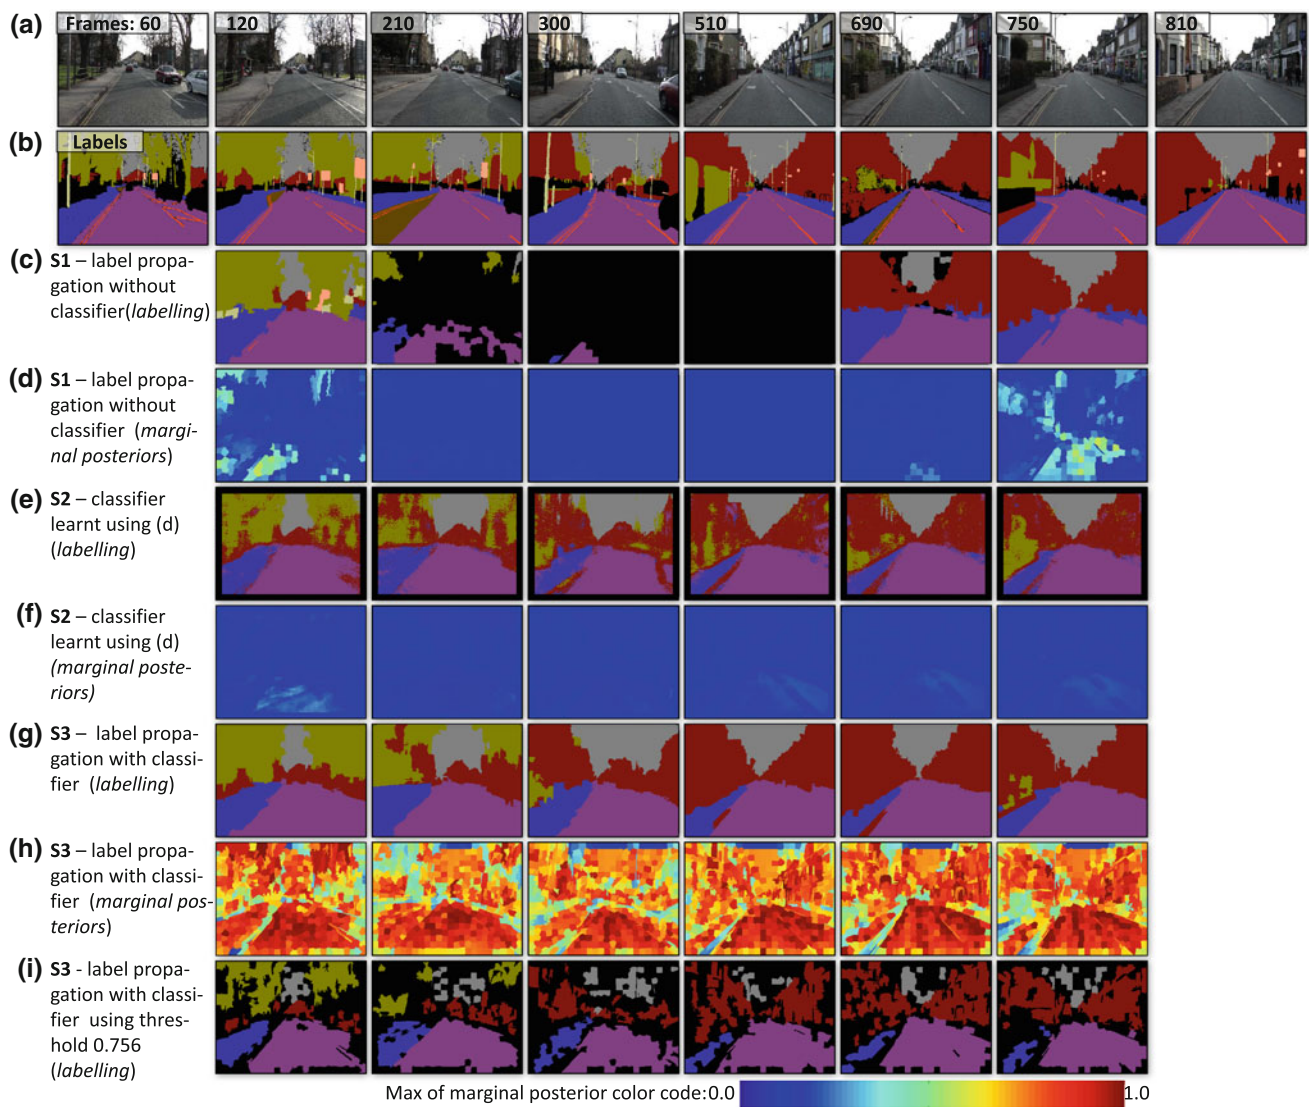 (a) Frames: 60 120 210 300 510 690 750 810
(b) Labels
(c) S1 – label propa-
gation without
classifier(labelling)
(d) S1 – label propa-
gation without
classifier (margi-
nal posteriors)
(e) S2 – classifier
learnt using (d)
(labelling)
(f) S2 – classifier
learnt using (d)
(marginal poste-
riors)
(g) S3 – label propa-
gation with classi-
fier (labelling)
(h) S3 – label propa-
gation with classi-
fier (marginal pos-
teriors)
(i) S3 - label propa-
gation with classi-
fier using thres-
hold 0.756
(labelling)
Max of marginal posterior color code:0.0 1.0